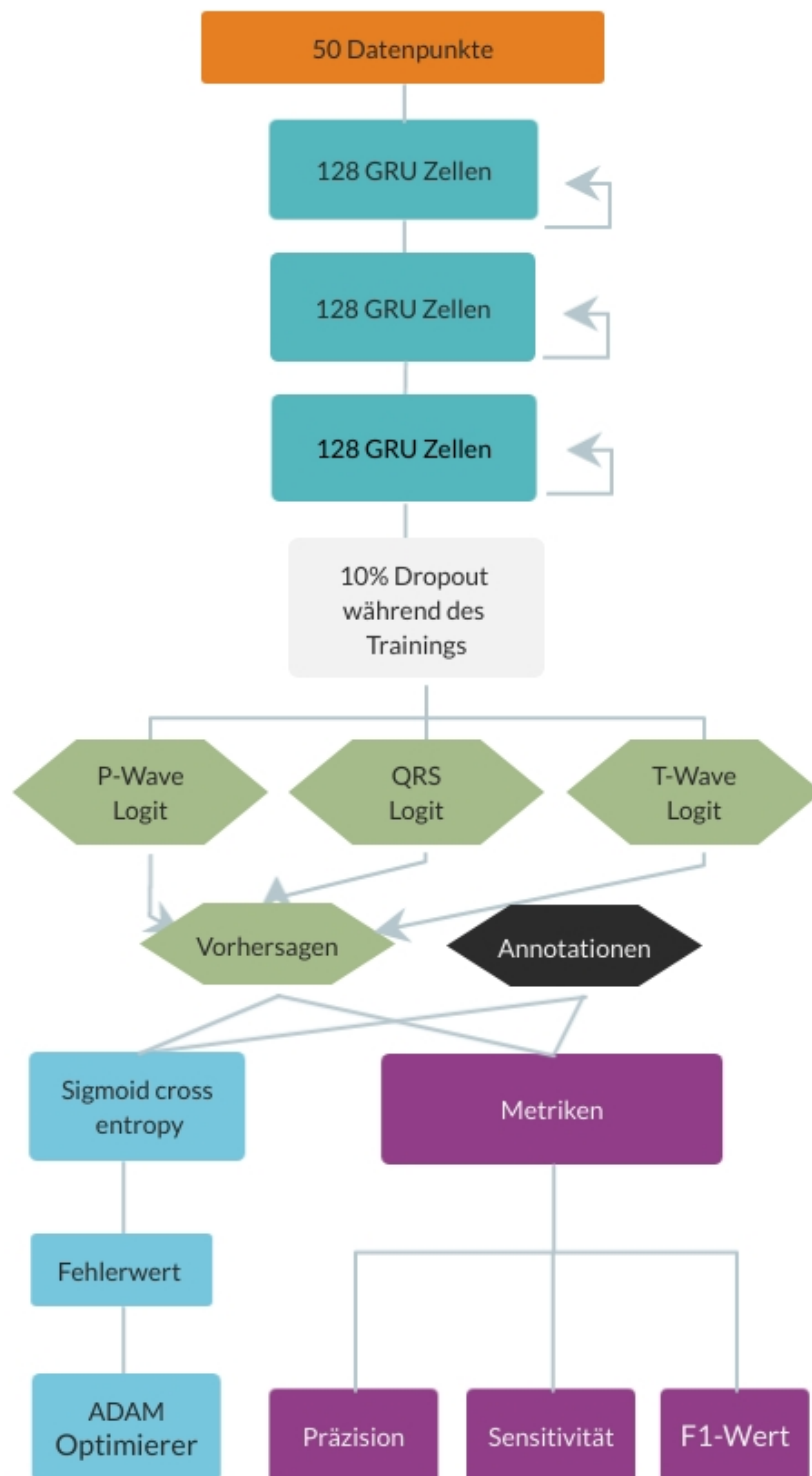 50 Datenpunkte
128 GRU Zellen
128 GRU Zellen
128 GRU Zellen
10% Dropout
während des
Trainings
P-Wave
Logit
QRS
Logit
T-Wave
Logit
Vorhersagen
Annotationen
Sigmoid cross
entropy
Metriken
Fehlerwert
ADAM
Optimierer
Präzision
Sensitivität
F1-Wert